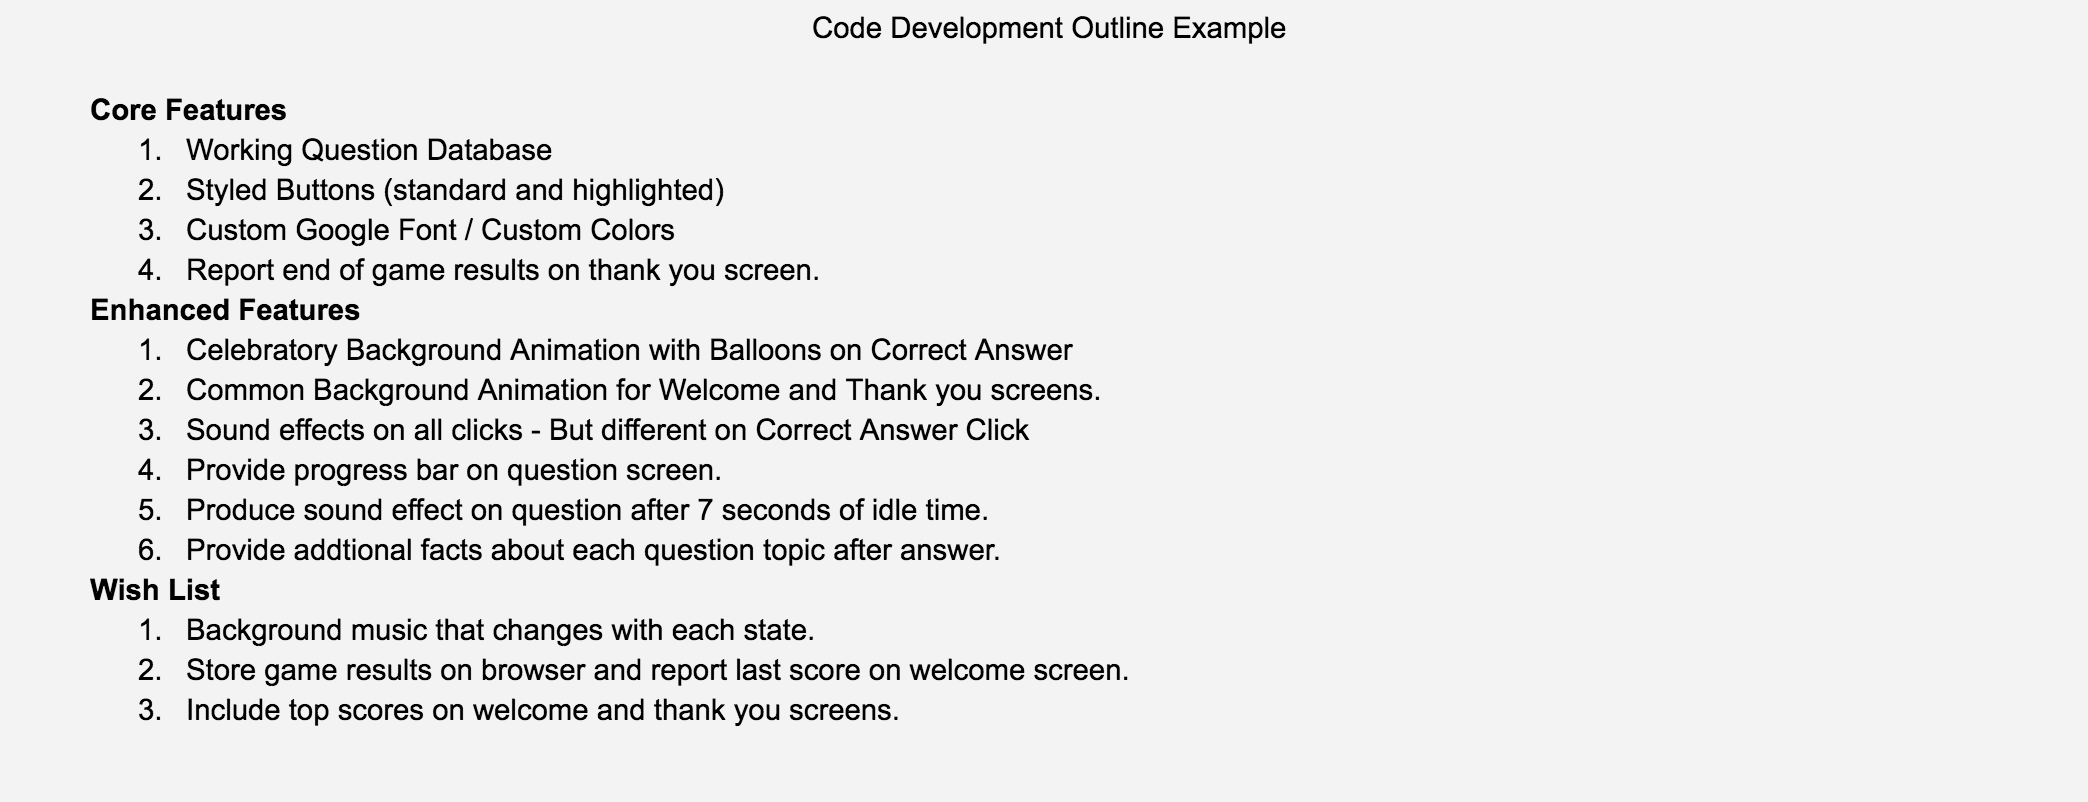 Code Development Outline Example
Core Features
1. Working Question Database
2. Styled Buttons (standard and highlighted)
3. Custom Google Font / Custom Colors
4. Report end of game results on thank you screen.
Enhanced Features
1. Celebratory Background Animation with Balloons on Correct Answer
2. Common Background Animation for Welcome and Thank you screens.
3. Sound effects on all clicks - But different on Correct Answer Click
4. Provide progress bar on question screen.
5. Produce sound effect on question after 7 seconds of idle time.
6. Provide addtional facts about each question topic after answer.
Wish List
1. Background music that changes with each state.
2. Store game results on browser and report last score on welcome screen.
3. Include top scores on welcome and thank you screens.